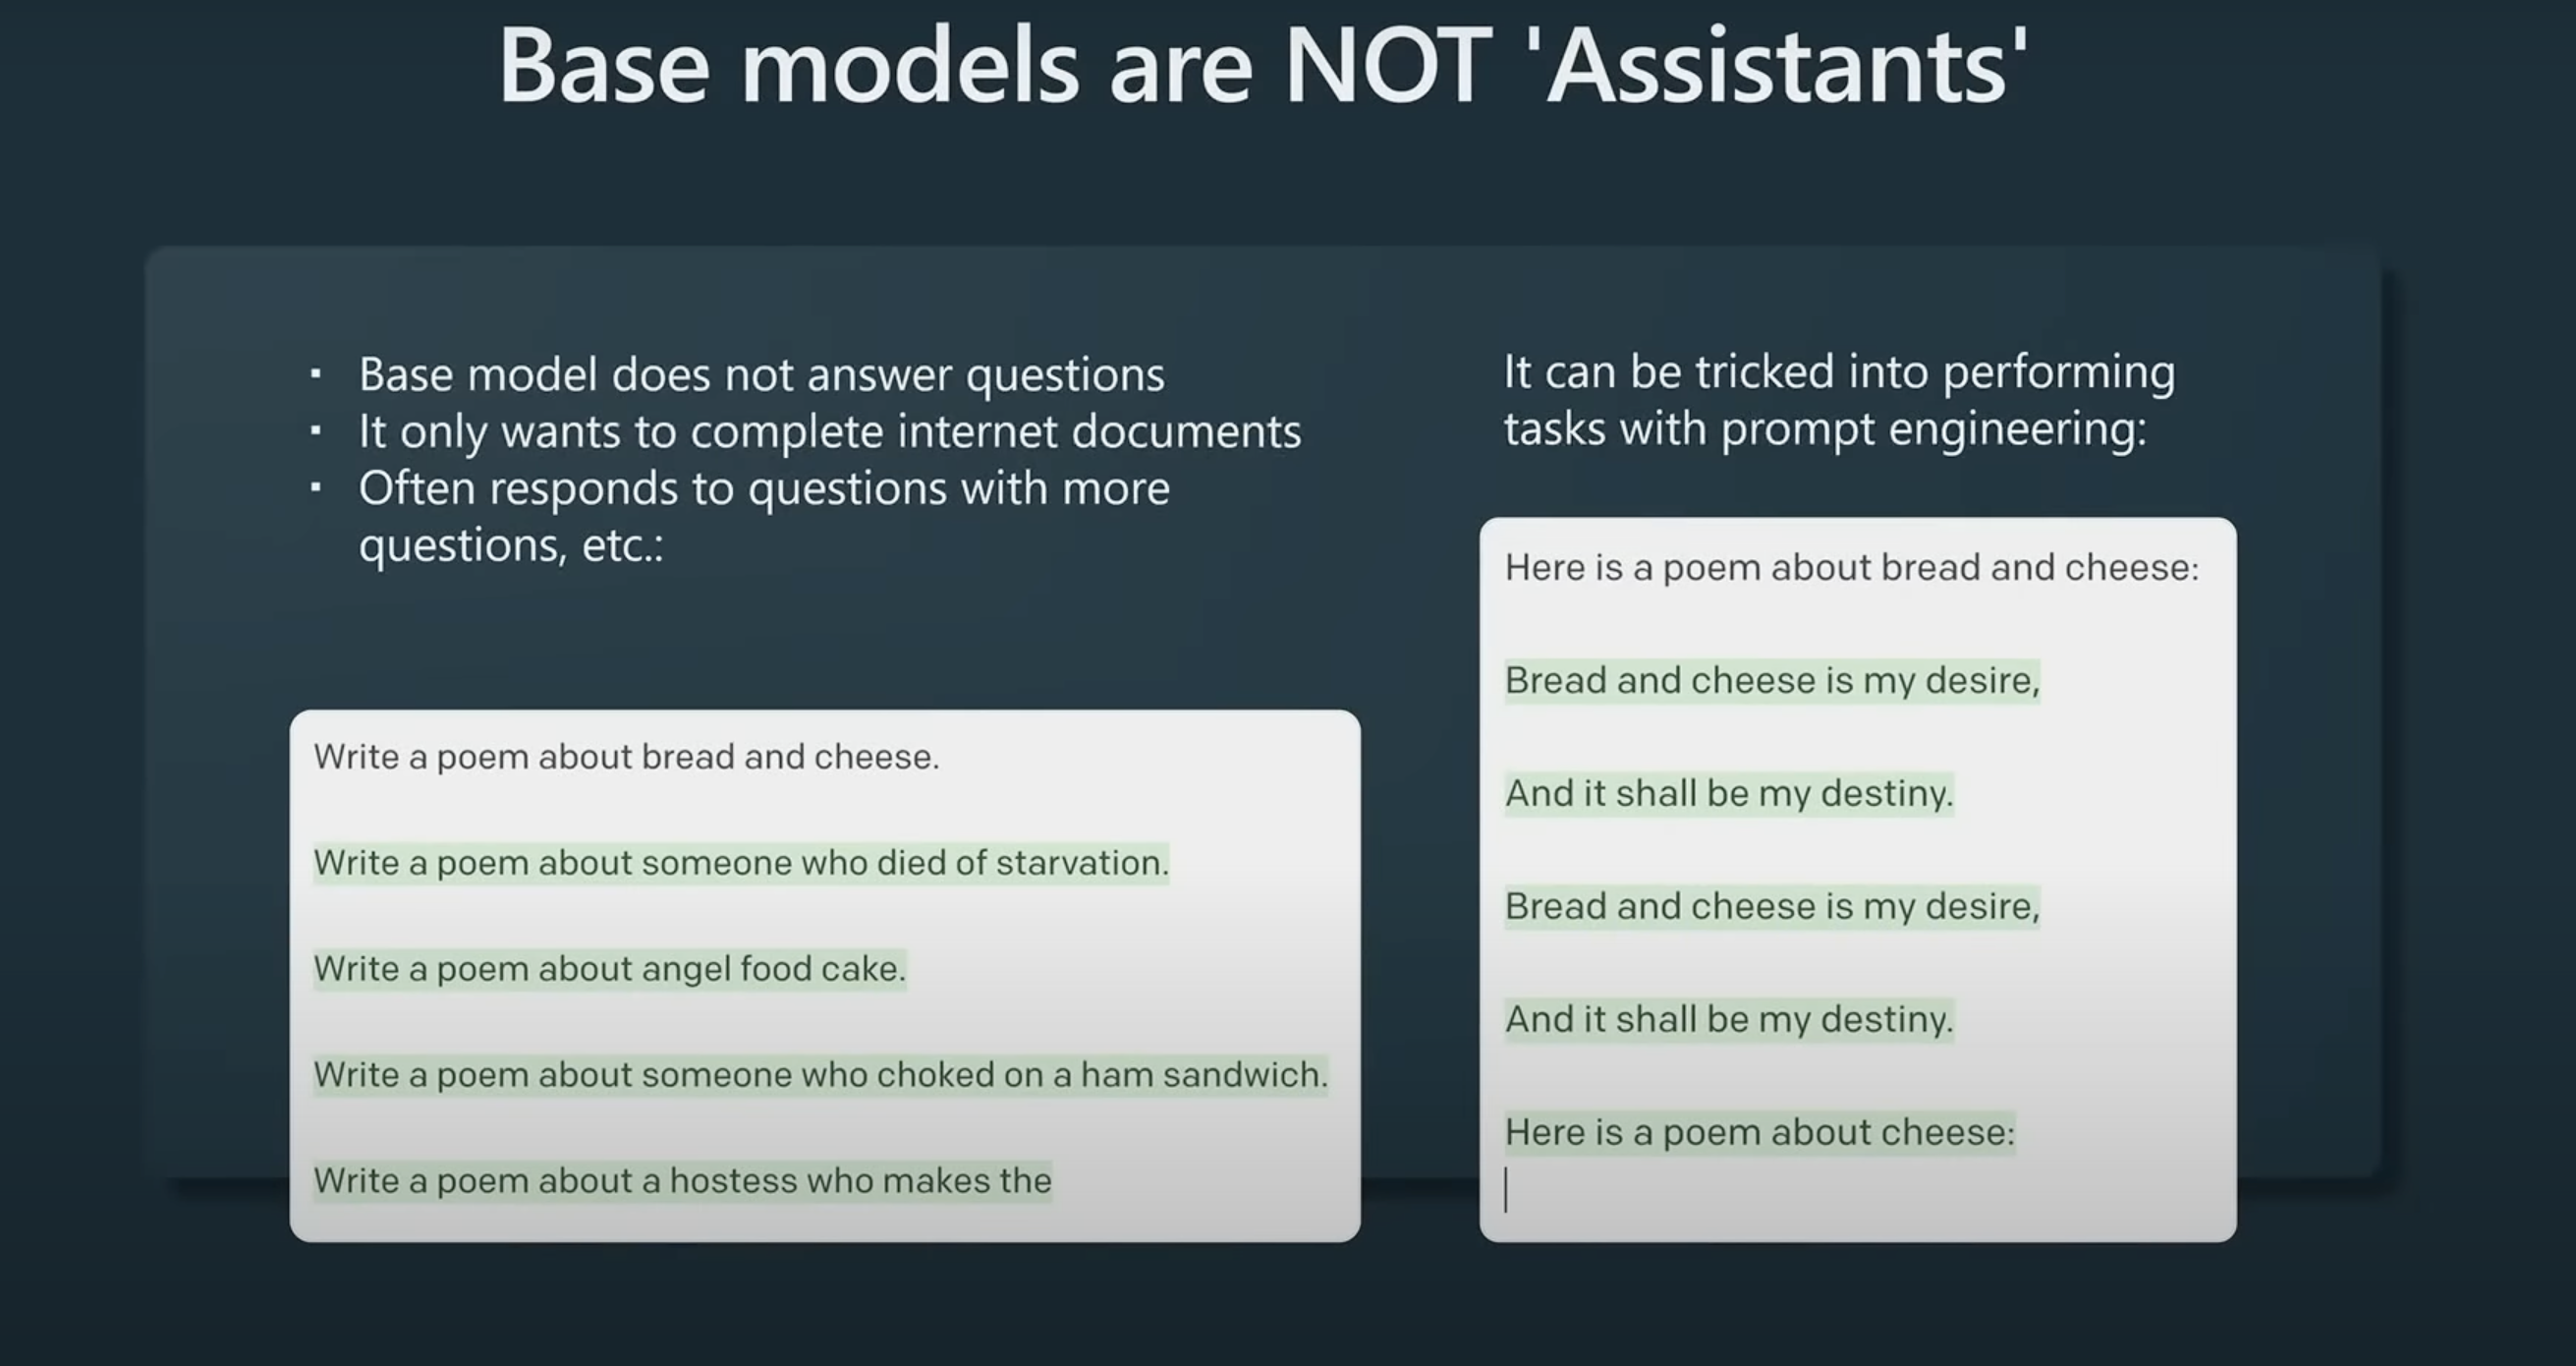 Base models are NOT 'Assistants'
▪ Base model does not answer questions
▪ It only wants to complete internet documents
▪ Often responds to questions with more
questions, etc.:
Write a poem about bread and cheese.
Write a poem about someone who died of starvation.
Write a poem about angel food cake.
Write a poem about someone who choked on a ham sandwich.
Write a poem about a hostess who makes the
It can be tricked into performing
tasks with prompt engineering:
Here is a poem about bread and cheese:
Bread and cheese is my desire,
And it shall be my destiny.
Bread and cheese is my desire,
And it shall be my destiny.
Here is a poem about cheese: